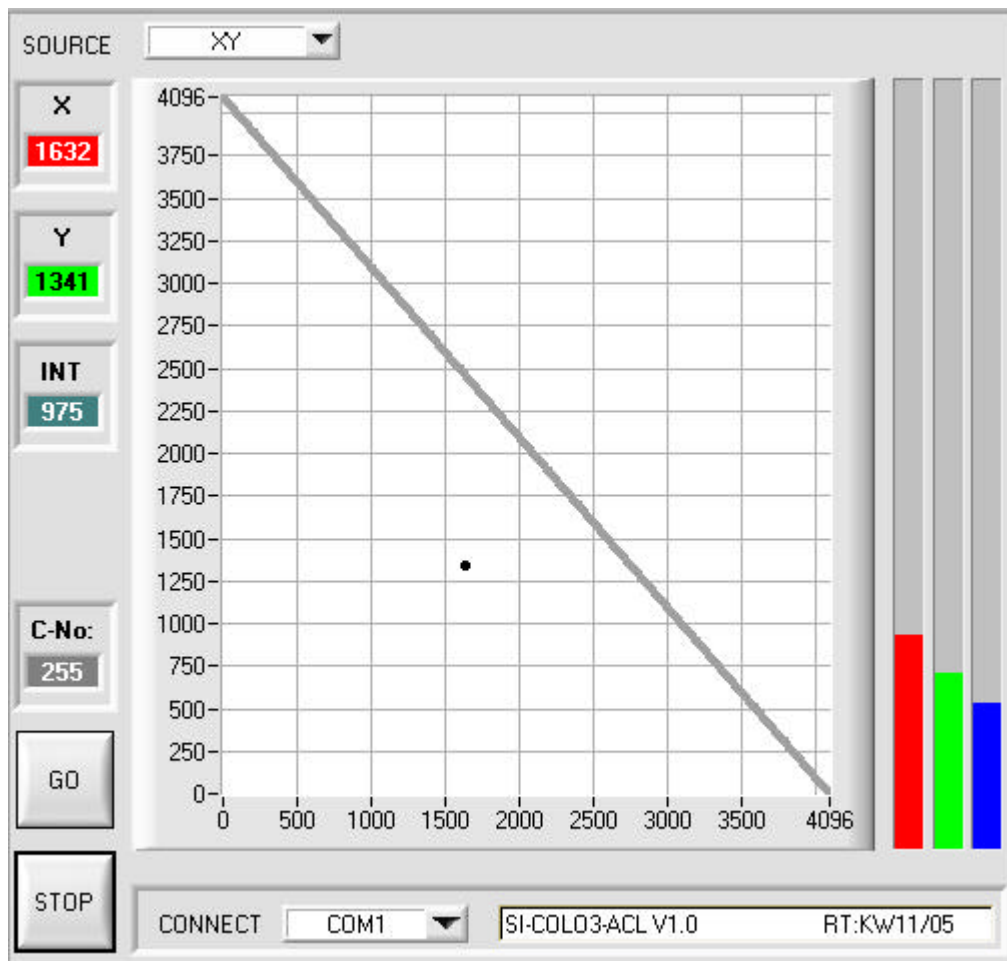 SOURCE XY
X
1632
Y
1341
INT
975
C-No:
255
GO
STOP
4096
3750
3500
3250
3000
2750
2500
2250
2000
1750
1500
1250
1000
750
500
250
0
0 500 1000 1500 2000 2500 3000 3500 4096
CONNECT COM1 SI-COLO3-ACL V1.0 RT:KW11/05